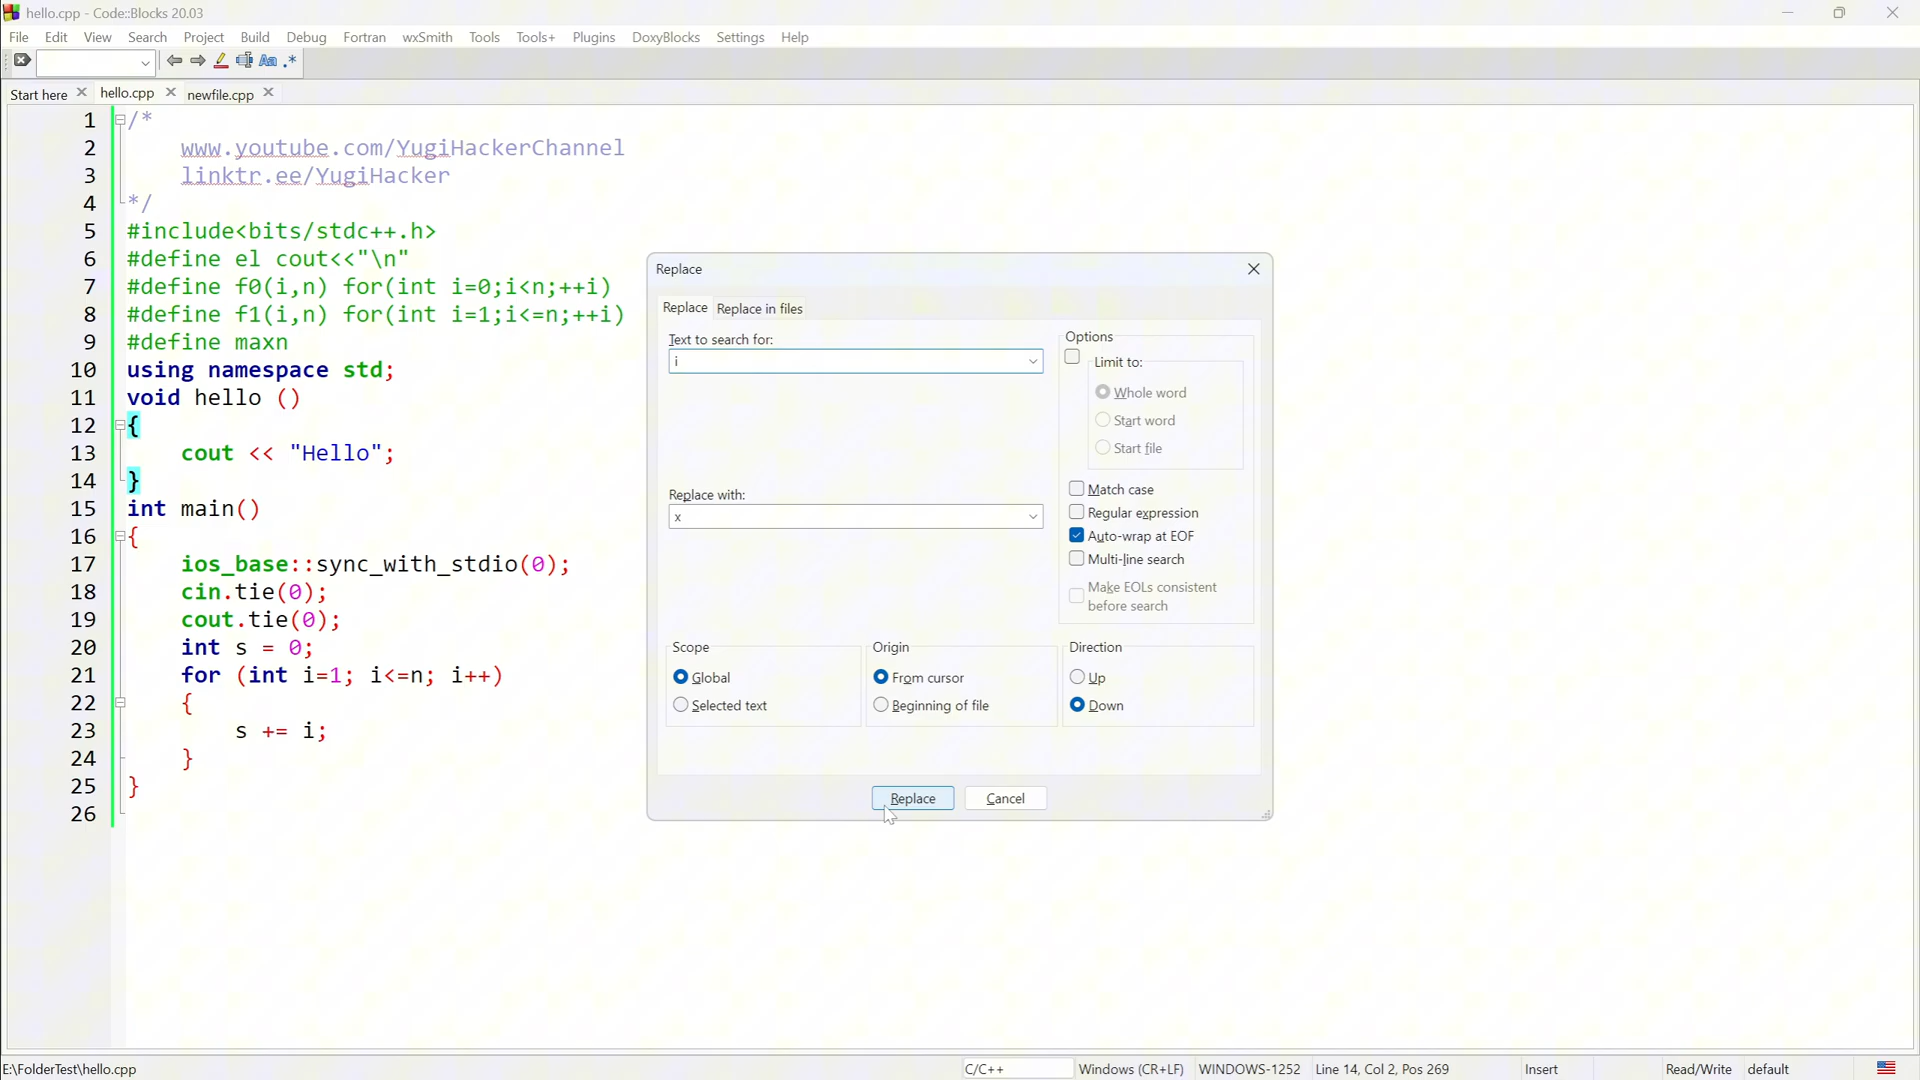 hello.cpp - Code::Blocks 20.03
File Edit View Search Project Build Debug Fortran wxSmith Tools Tools+ Plugins DoxyBlocks Settings Help
Aa .*
Start here hello.cpp newfile.cpp
1 /*
2 www.youtube.com/YugiHackerChannel
3 linktr.ee/YugiHacker
4 */
5 #include<bits/stdc++.h>
6 #define el cout<<"\n"
7 #define f0(i,n) for(int i=0;i<n;++i)
8 #define f1(i,n) for(int i=1;i<=n;++i)
9 #define maxn
10 using namespace std;
11 void hello ()
12 {
13 cout << "Hello";
14 }
15 int main()
16 {
17 ios_base::sync_with_stdio(0);
18 cin.tie(0);
19 cout.tie(0);
20 int s = 0;
21 for (int i=1; i<=n; i++)
22 {
23 s += i;
24 }
25 }
26
Replace
Replace Replace in files
Text to search for:
i
Replace with:
x
Options
Limit to:
Whole word
Start word
Start file
Match case
Regular expression
Auto-wrap at EOF
Multi-line search
Make EOLs consistent
before search
Scope
Global
Selected text
Origin
From cursor
Beginning of file
Direction
Up
Down
Replace Cancel
E:\FolderTest\hello.cpp C/C++ Windows (CR+LF) WINDOWS-1252 Line 14, Col 2, Pos 269 Insert Read/Write default